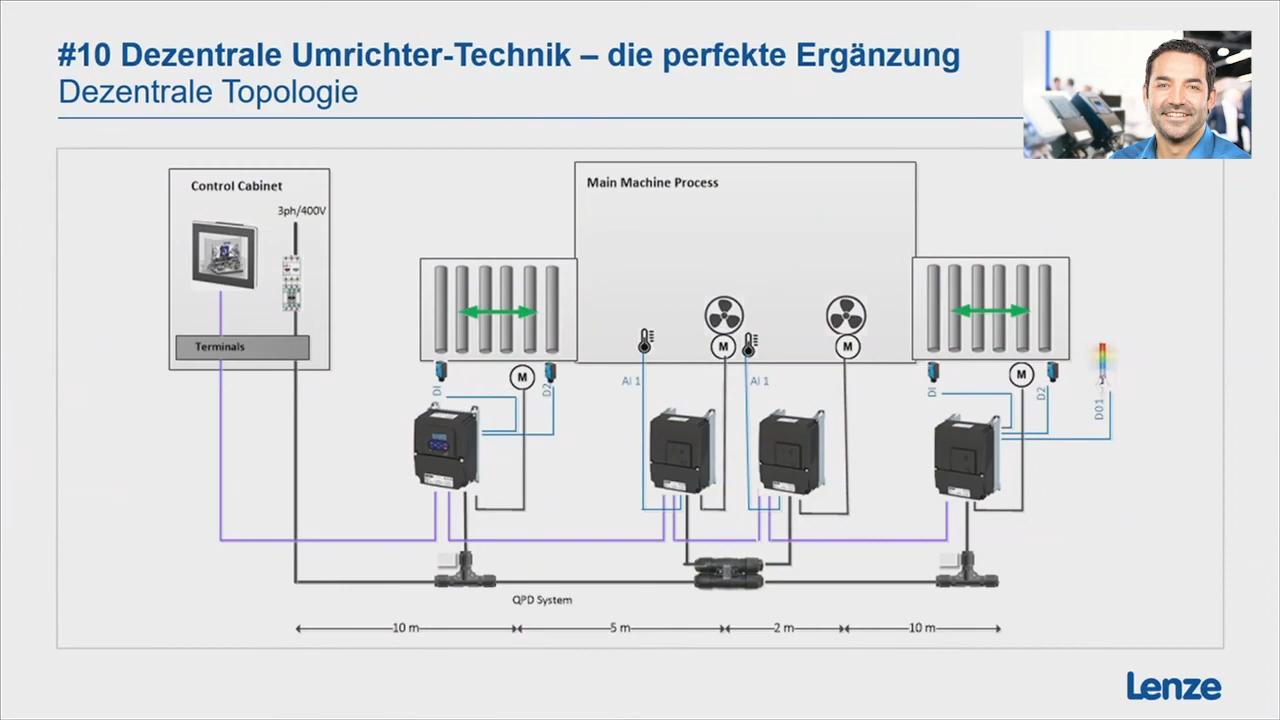 #10 Dezentrale Umrichter-Technik – die perfekte Ergänzung
Dezentrale Topologie
Control Cabinet
3ph/400V
Terminals
Main Machine Process
M
M
M
M
AI 1
AI 1
DI
D2
DI
D2
D01
QPD System
10 m
5 m
2 m
10 m
Lenze